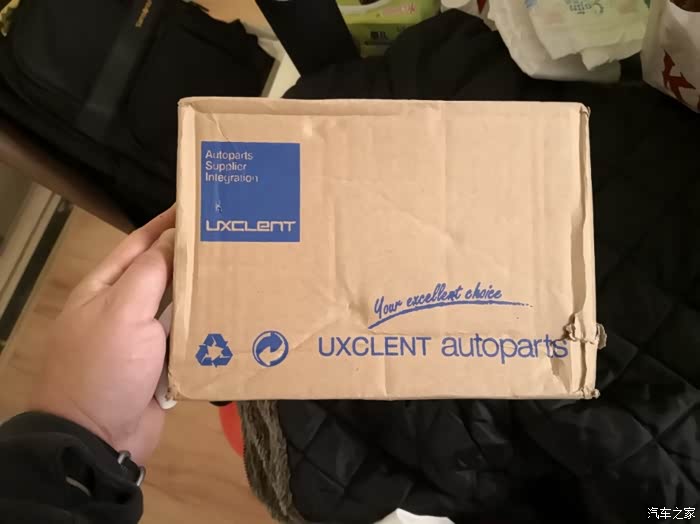 Autoparts
Supplier
Integration
UXCLENT
Your excellent choice
UXCLENT autoparts
汽车之家